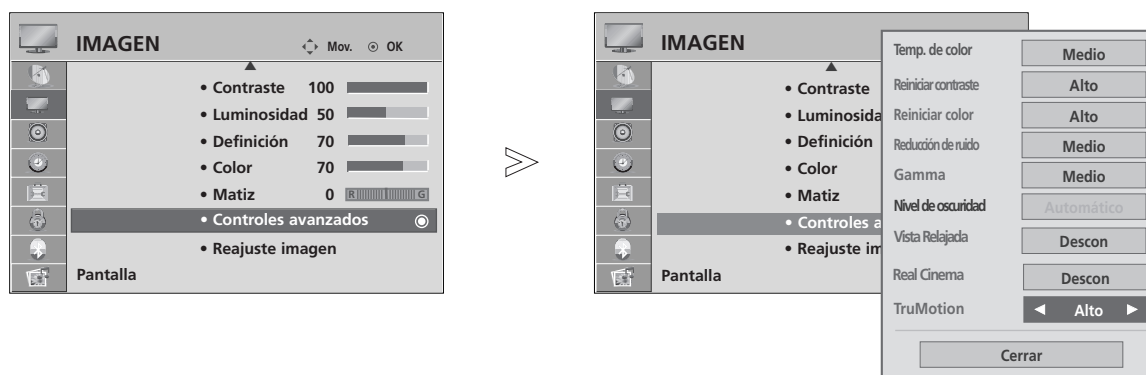 IMAGEN
Mov. OK
• Contraste 100
• Luminosidad 50
• Definición 70
• Color 70
• Matiz 0 R G
• Controles avanzados
• Reajuste imagen
Pantalla
IMAGEN
• Contraste
• Luminosida
• Definición
• Color
• Matiz
• Controles a
• Reajuste im
Pantalla
Temp. de color Medio
Reiniciar contraste Alto
Reiniciar color Alto
Reducción de ruido Medio
Gamma Medio
Nivel de oscuridad Automático
Vista Relajada Descon
Real Cinema Descon
TruMotion ◀ Alto ▶
Cerrar